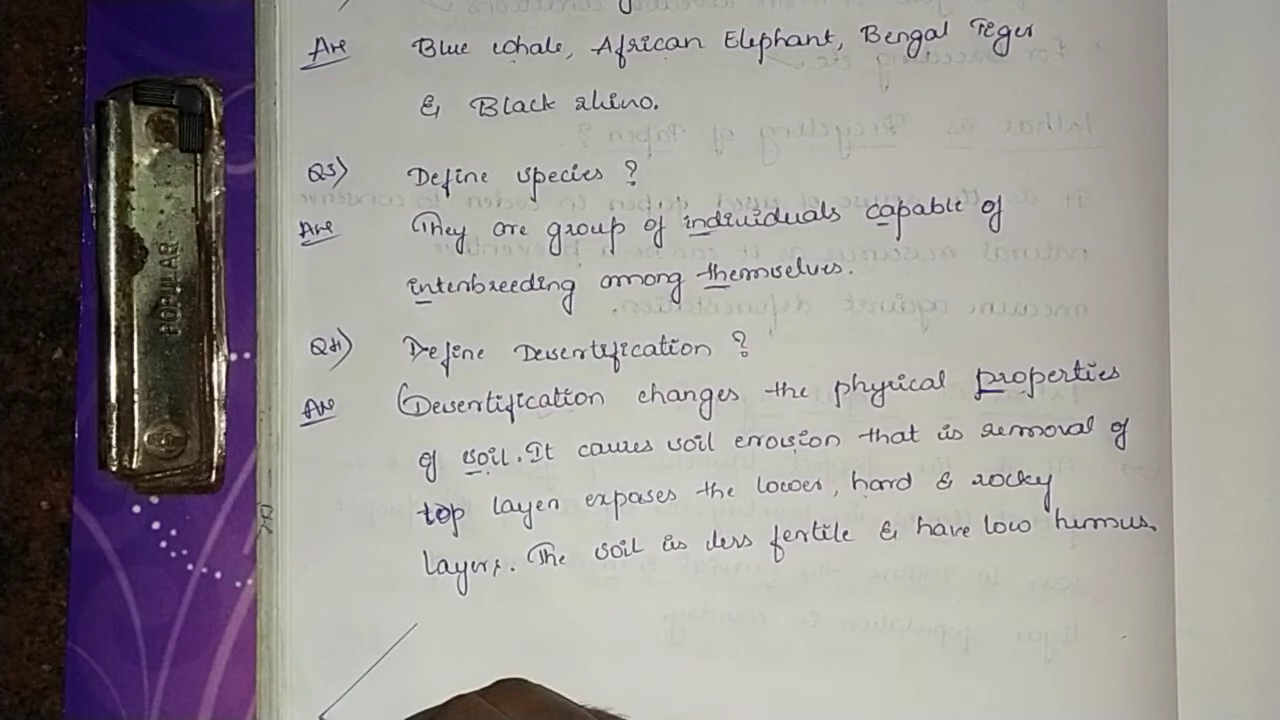 Ans Blue whale, African Elephant, Bengal Tiger
& Black rhino.
Q3) Define species ?
Ans They are group of individuals capable of
interbreeding among themselves.
Q4) Define Desertification ?
Ans Desertification changes the physical properties
of soil. It causes soil erosion that is removal of
top layer exposes the lower, hard & rocky
layers. The soil is less fertile & have low humus.
POPULAR